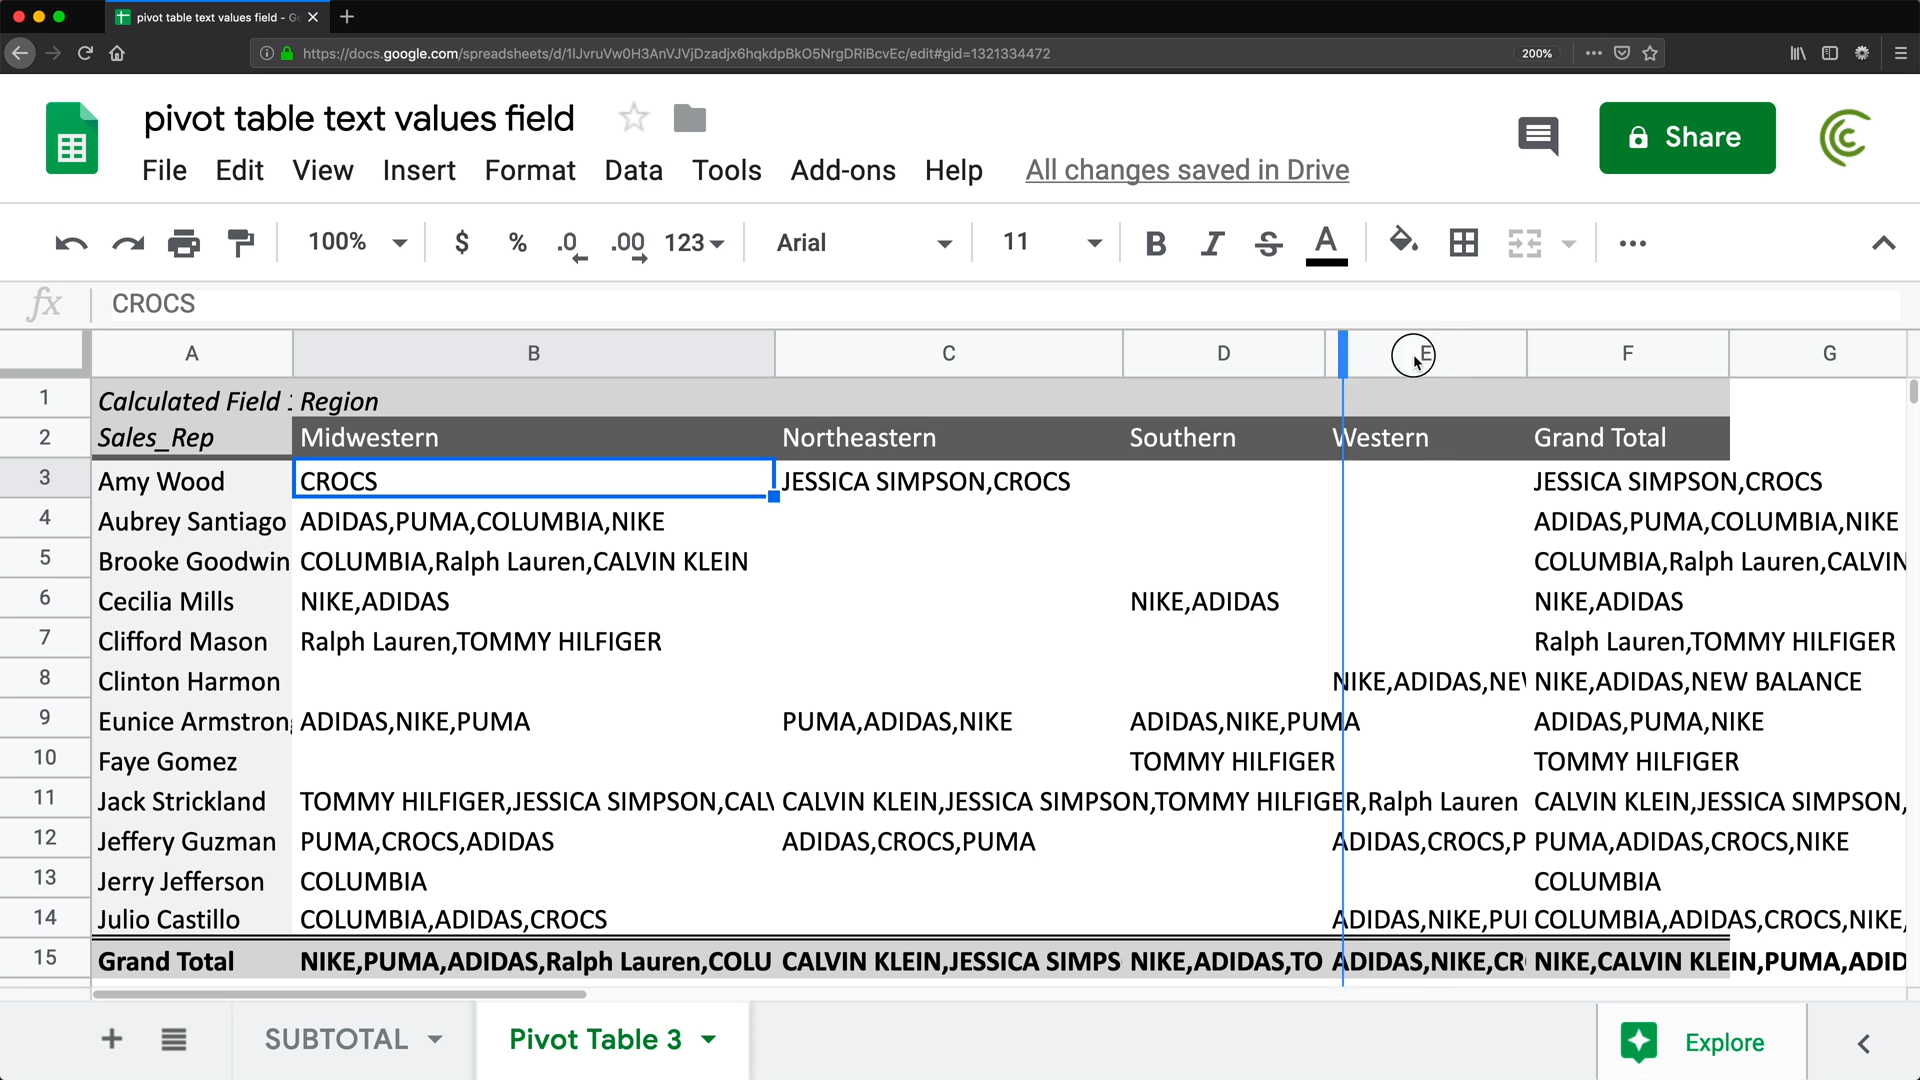 pivot table text values field - Go
https://docs.google.com/spreadsheets/d/1lJvruVw0H3AnVJVjDzadjx6hqkdpBkO5NrgDRiBcvEc/edit#gid=1321334472 200%
pivot table text values field
File Edit View Insert Format Data Tools Add-ons Help All changes saved in Drive
Share
100% $ % .0 .00 123 Arial 11 B I S A
fx CROCS
A B C D E F G
1 Calculated Field 1 Region
2 Sales_Rep Midwestern Northeastern Southern Western Grand Total
3 Amy Wood CROCS JESSICA SIMPSON,CROCS JESSICA SIMPSON,CROCS
4 Aubrey Santiago ADIDAS,PUMA,COLUMBIA,NIKE ADIDAS,PUMA,COLUMBIA,NIKE
5 Brooke Goodwin COLUMBIA,Ralph Lauren,CALVIN KLEIN COLUMBIA,Ralph Lauren,CALVIN
6 Cecilia Mills NIKE,ADIDAS NIKE,ADIDAS NIKE,ADIDAS
7 Clifford Mason Ralph Lauren,TOMMY HILFIGER Ralph Lauren,TOMMY HILFIGER
8 Clinton Harmon NIKE,ADIDAS,NEW NIKE,ADIDAS,NEW BALANCE
9 Eunice Armstrong ADIDAS,NIKE,PUMA PUMA,ADIDAS,NIKE ADIDAS,NIKE,PUMA ADIDAS,PUMA,NIKE
10 Faye Gomez TOMMY HILFIGER TOMMY HILFIGER
11 Jack Strickland TOMMY HILFIGER,JESSICA SIMPSON,CALV CALVIN KLEIN,JESSICA SIMPSON,TOMMY HILFIGER,Ralph Lauren CALVIN KLEIN,JESSICA SIMPSON,
12 Jeffery Guzman PUMA,CROCS,ADIDAS ADIDAS,CROCS,PUMA ADIDAS,CROCS,P PUMA,ADIDAS,CROCS,NIKE
13 Jerry Jefferson COLUMBIA COLUMBIA
14 Julio Castillo COLUMBIA,ADIDAS,CROCS ADIDAS,NIKE,PU COLUMBIA,ADIDAS,CROCS,NIKE,
15 Grand Total NIKE,PUMA,ADIDAS,Ralph Lauren,COLU CALVIN KLEIN,JESSICA SIMPS NIKE,ADIDAS,TO ADIDAS,NIKE,CR NIKE,CALVIN KLEIN,PUMA,ADID
SUBTOTAL Pivot Table 3 Explore